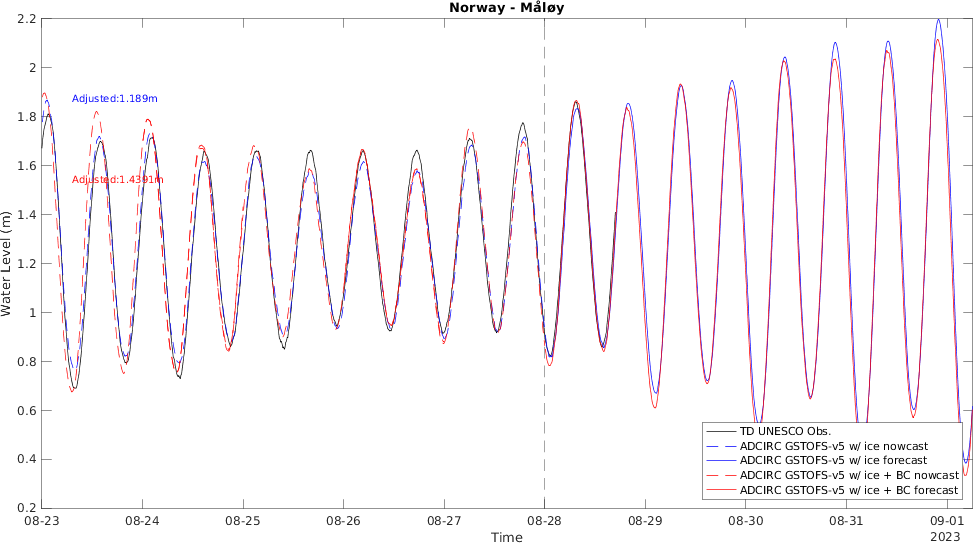 Norway - Måløy
2.2
2
1.8
1.6
1.4
1.2
1
0.8
0.6
0.4
0.2
Water Level (m)
Adjusted:1.189m
Adjusted:1.4391m
TD UNESCO Obs.
ADCIRC GSTOFS-v5 w/ ice nowcast
ADCIRC GSTOFS-v5 w/ ice forecast
ADCIRC GSTOFS-v5 w/ ice + BC nowcast
ADCIRC GSTOFS-v5 w/ ice + BC forecast
08-23 08-24 08-25 08-26 08-27 08-28 08-29 08-30 08-31 09-01
Time
2023